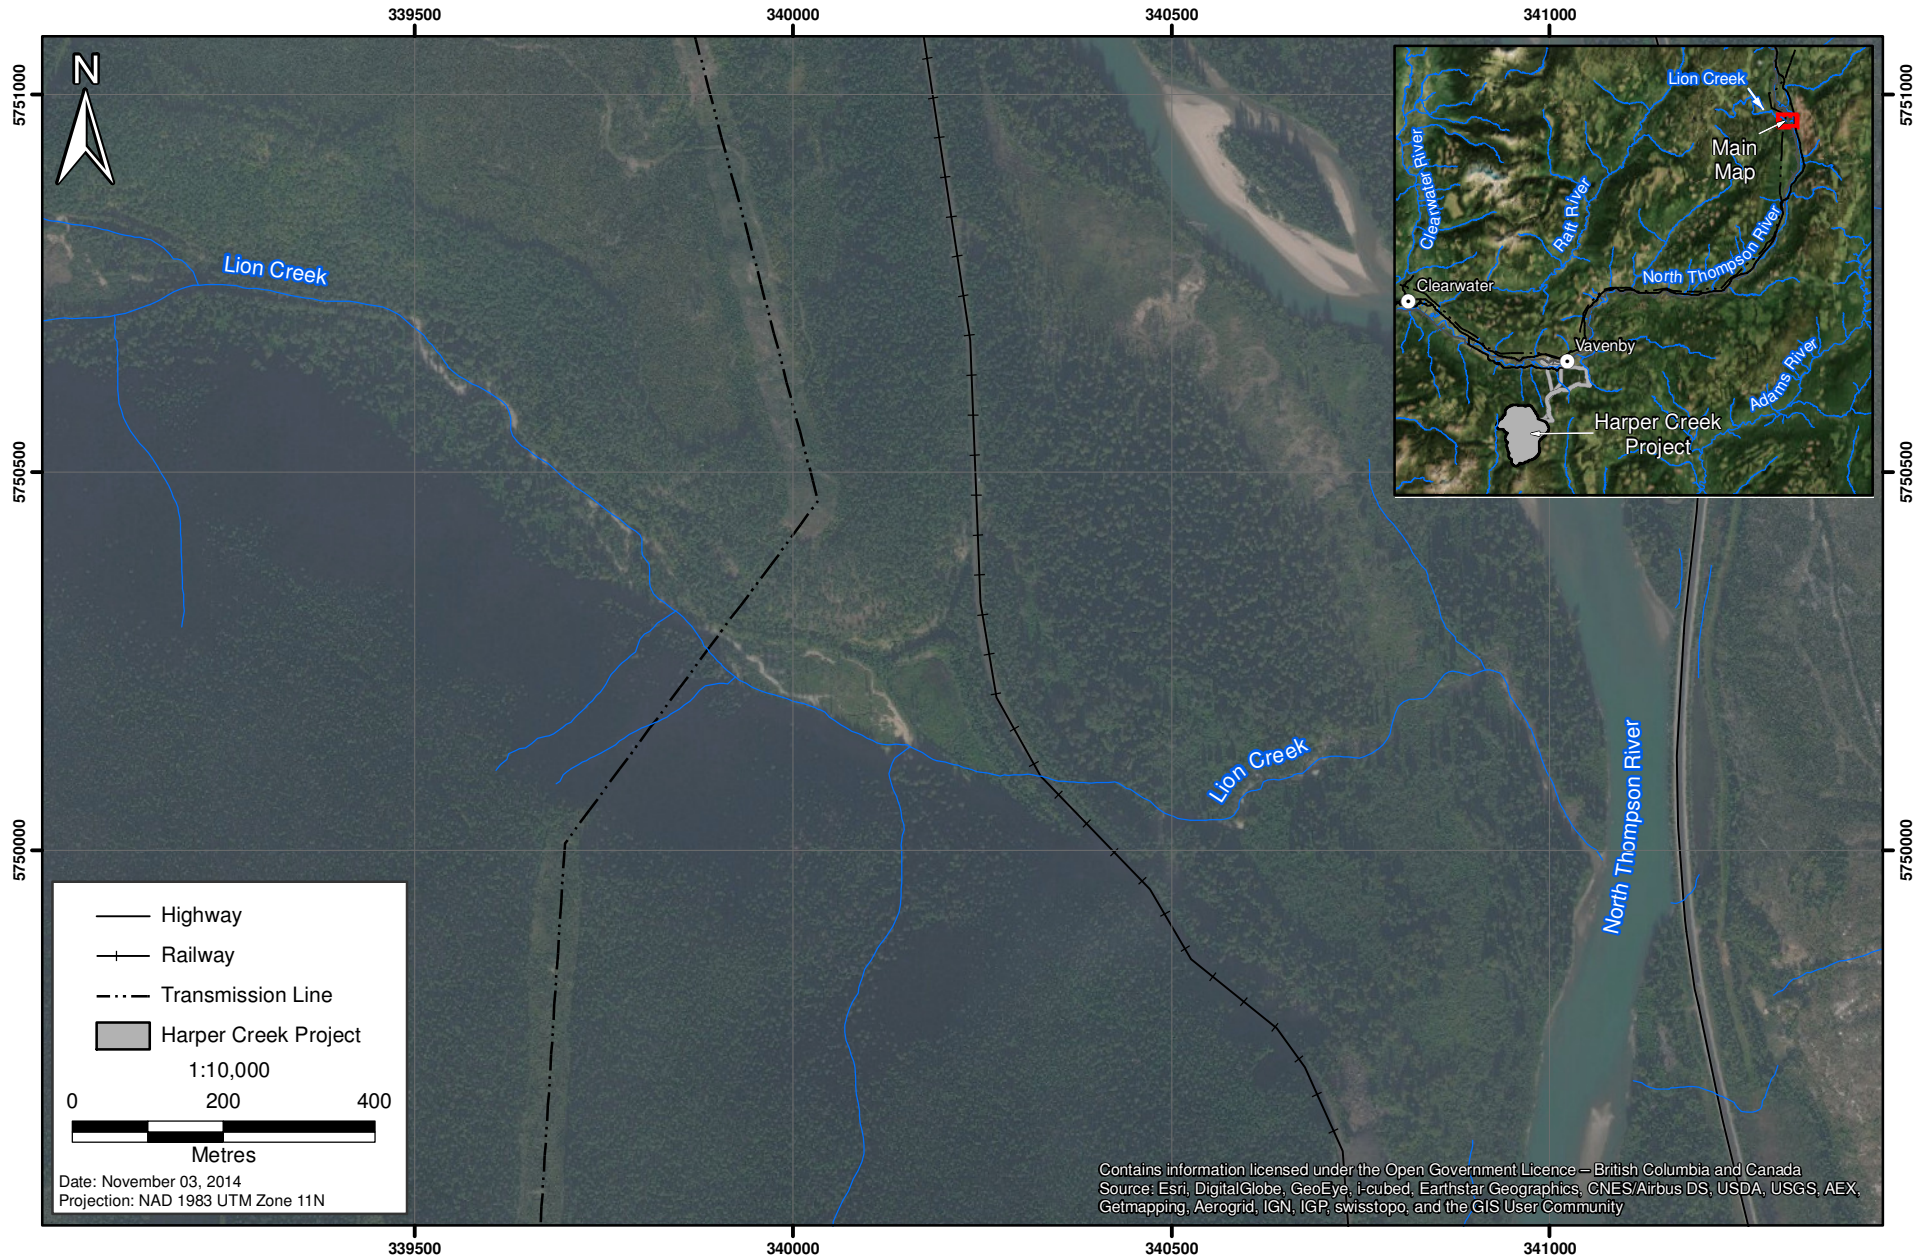 339500
340000
340500
341000
5751000
5751000
N
Lion Creek
Main
Map
Clearwater River
Raft River
North Thompson River
Clearwater
Vavenby
Adams River
Harper Creek
Project
Lion Creek
5750500
5750500
Lion Creek
North Thompson River
5750000
5750000
Highway
Railway
Transmission Line
Harper Creek Project
1:10,000
0 200 400
Metres
Date: November 03, 2014
Projection: NAD 1983 UTM Zone 11N
Contains information licensed under the Open Government Licence – British Columbia and Canada
Source: Esri, DigitalGlobe, GeoEye, i-cubed, Earthstar Geographics, CNES/Airbus DS, USDA, USGS, AEX,
Getmapping, Aerogrid, IGN, IGP, swisstopo, and the GIS User Community
339500
340000
340500
341000